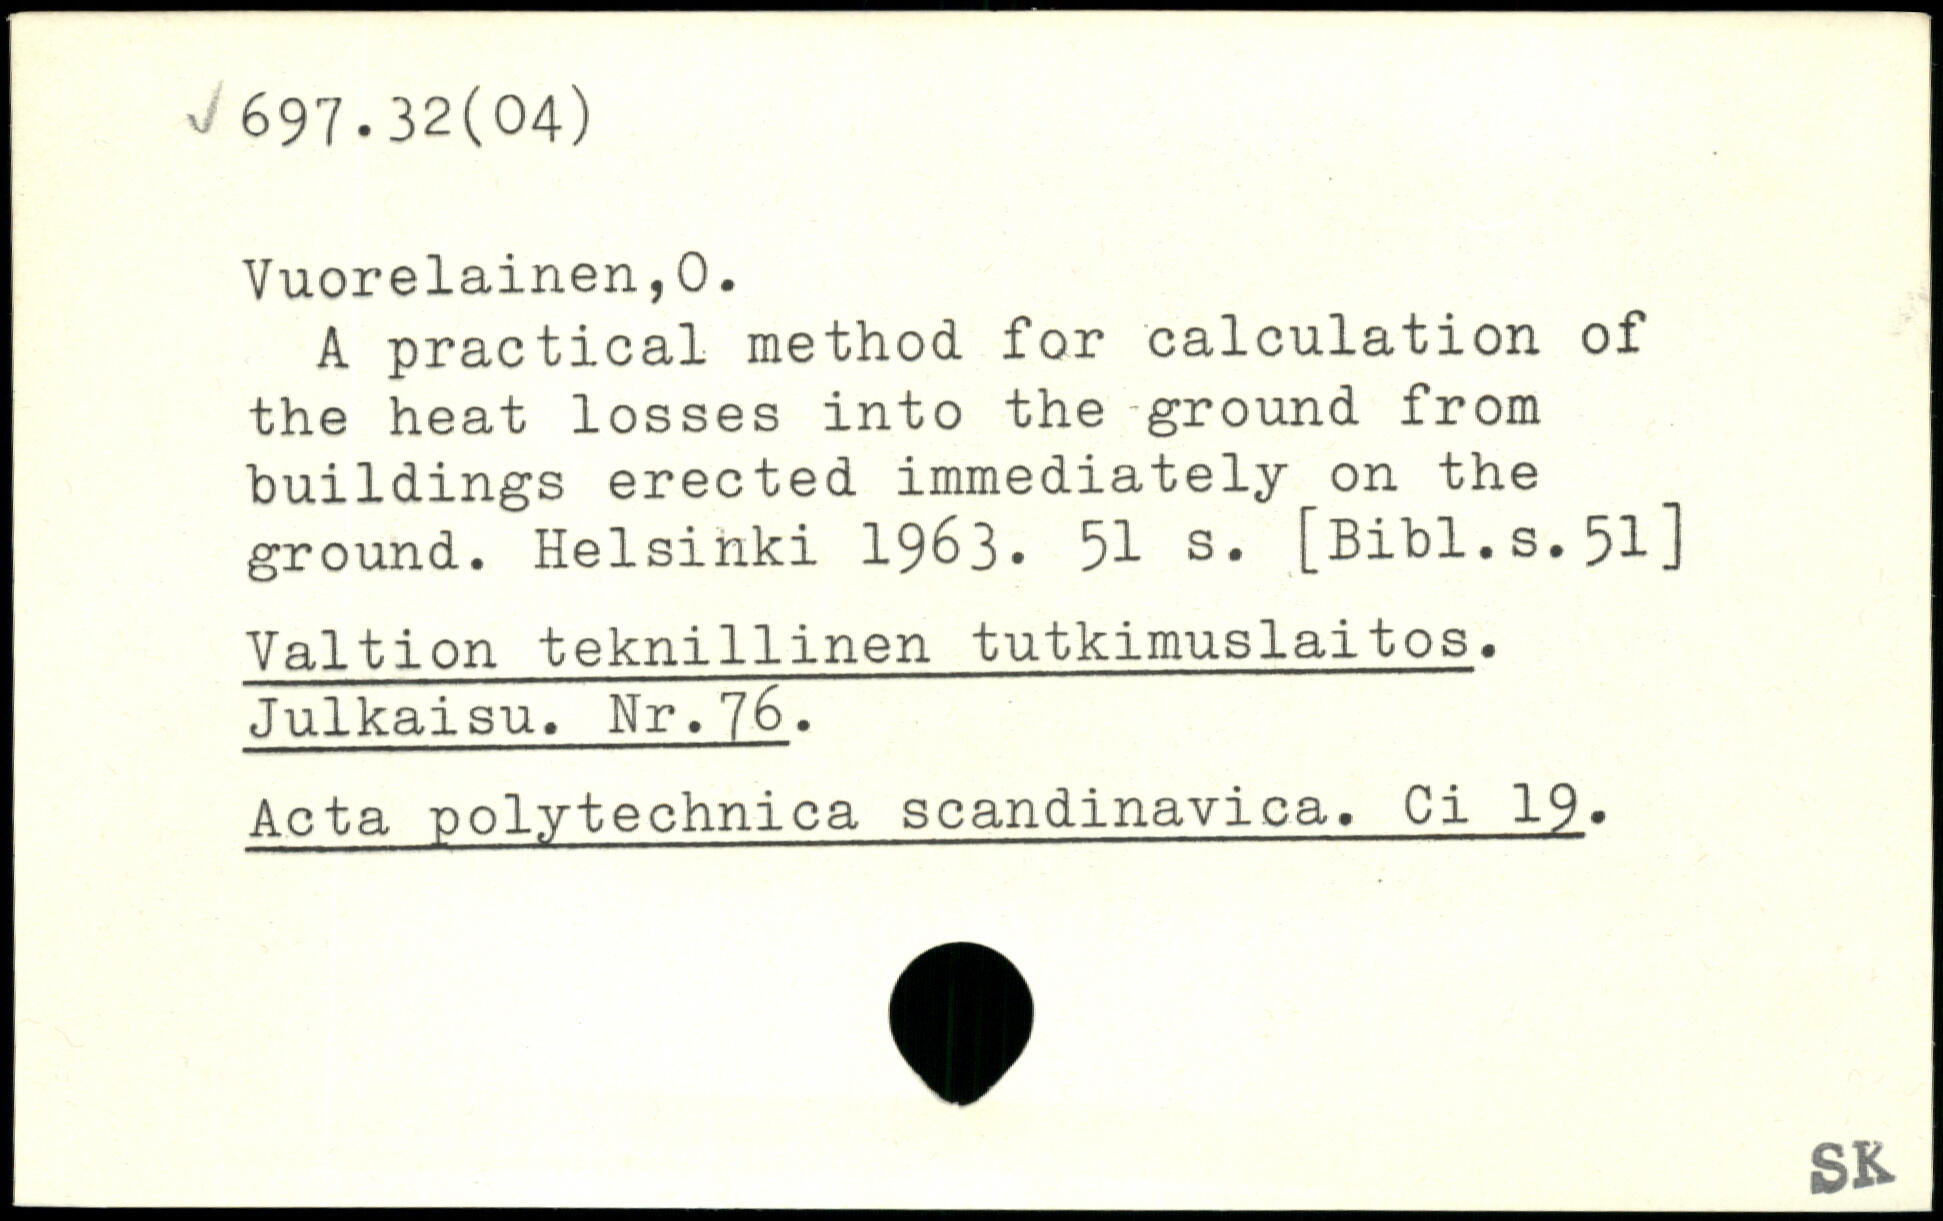 697.32(04)
Vuorelainen,O.
A practical method for calculation of
the heat losses into the ground from
buildings erected immediately on the
ground. Helsinki 1963. 51 s. [Bibl.s.51]
Valtion teknillinen tutkimuslaitos.
Julkaisu. Nr.76.
Acta polytechnica scandinavica. Ci 19.
SK